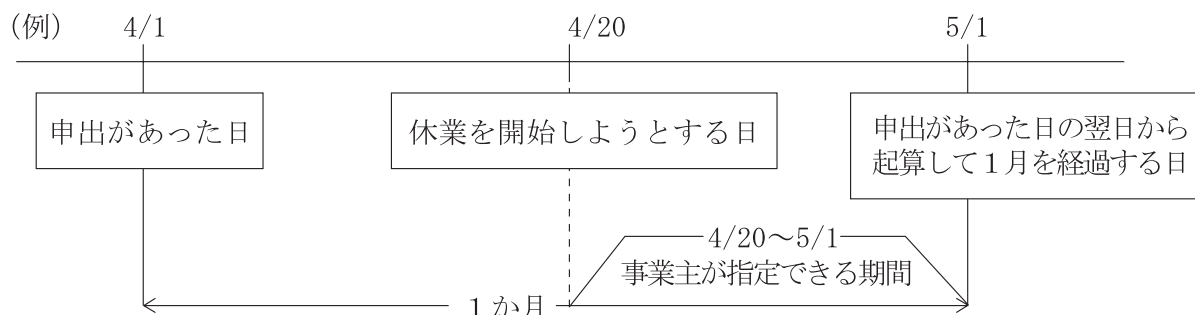 (例) 4/1 4/20 5/1
申出があった日
休業を開始しようとする日
申出があった日の翌日から
起算して１月を経過する日
4/20～5/1
事業主が指定できる期間
１か月